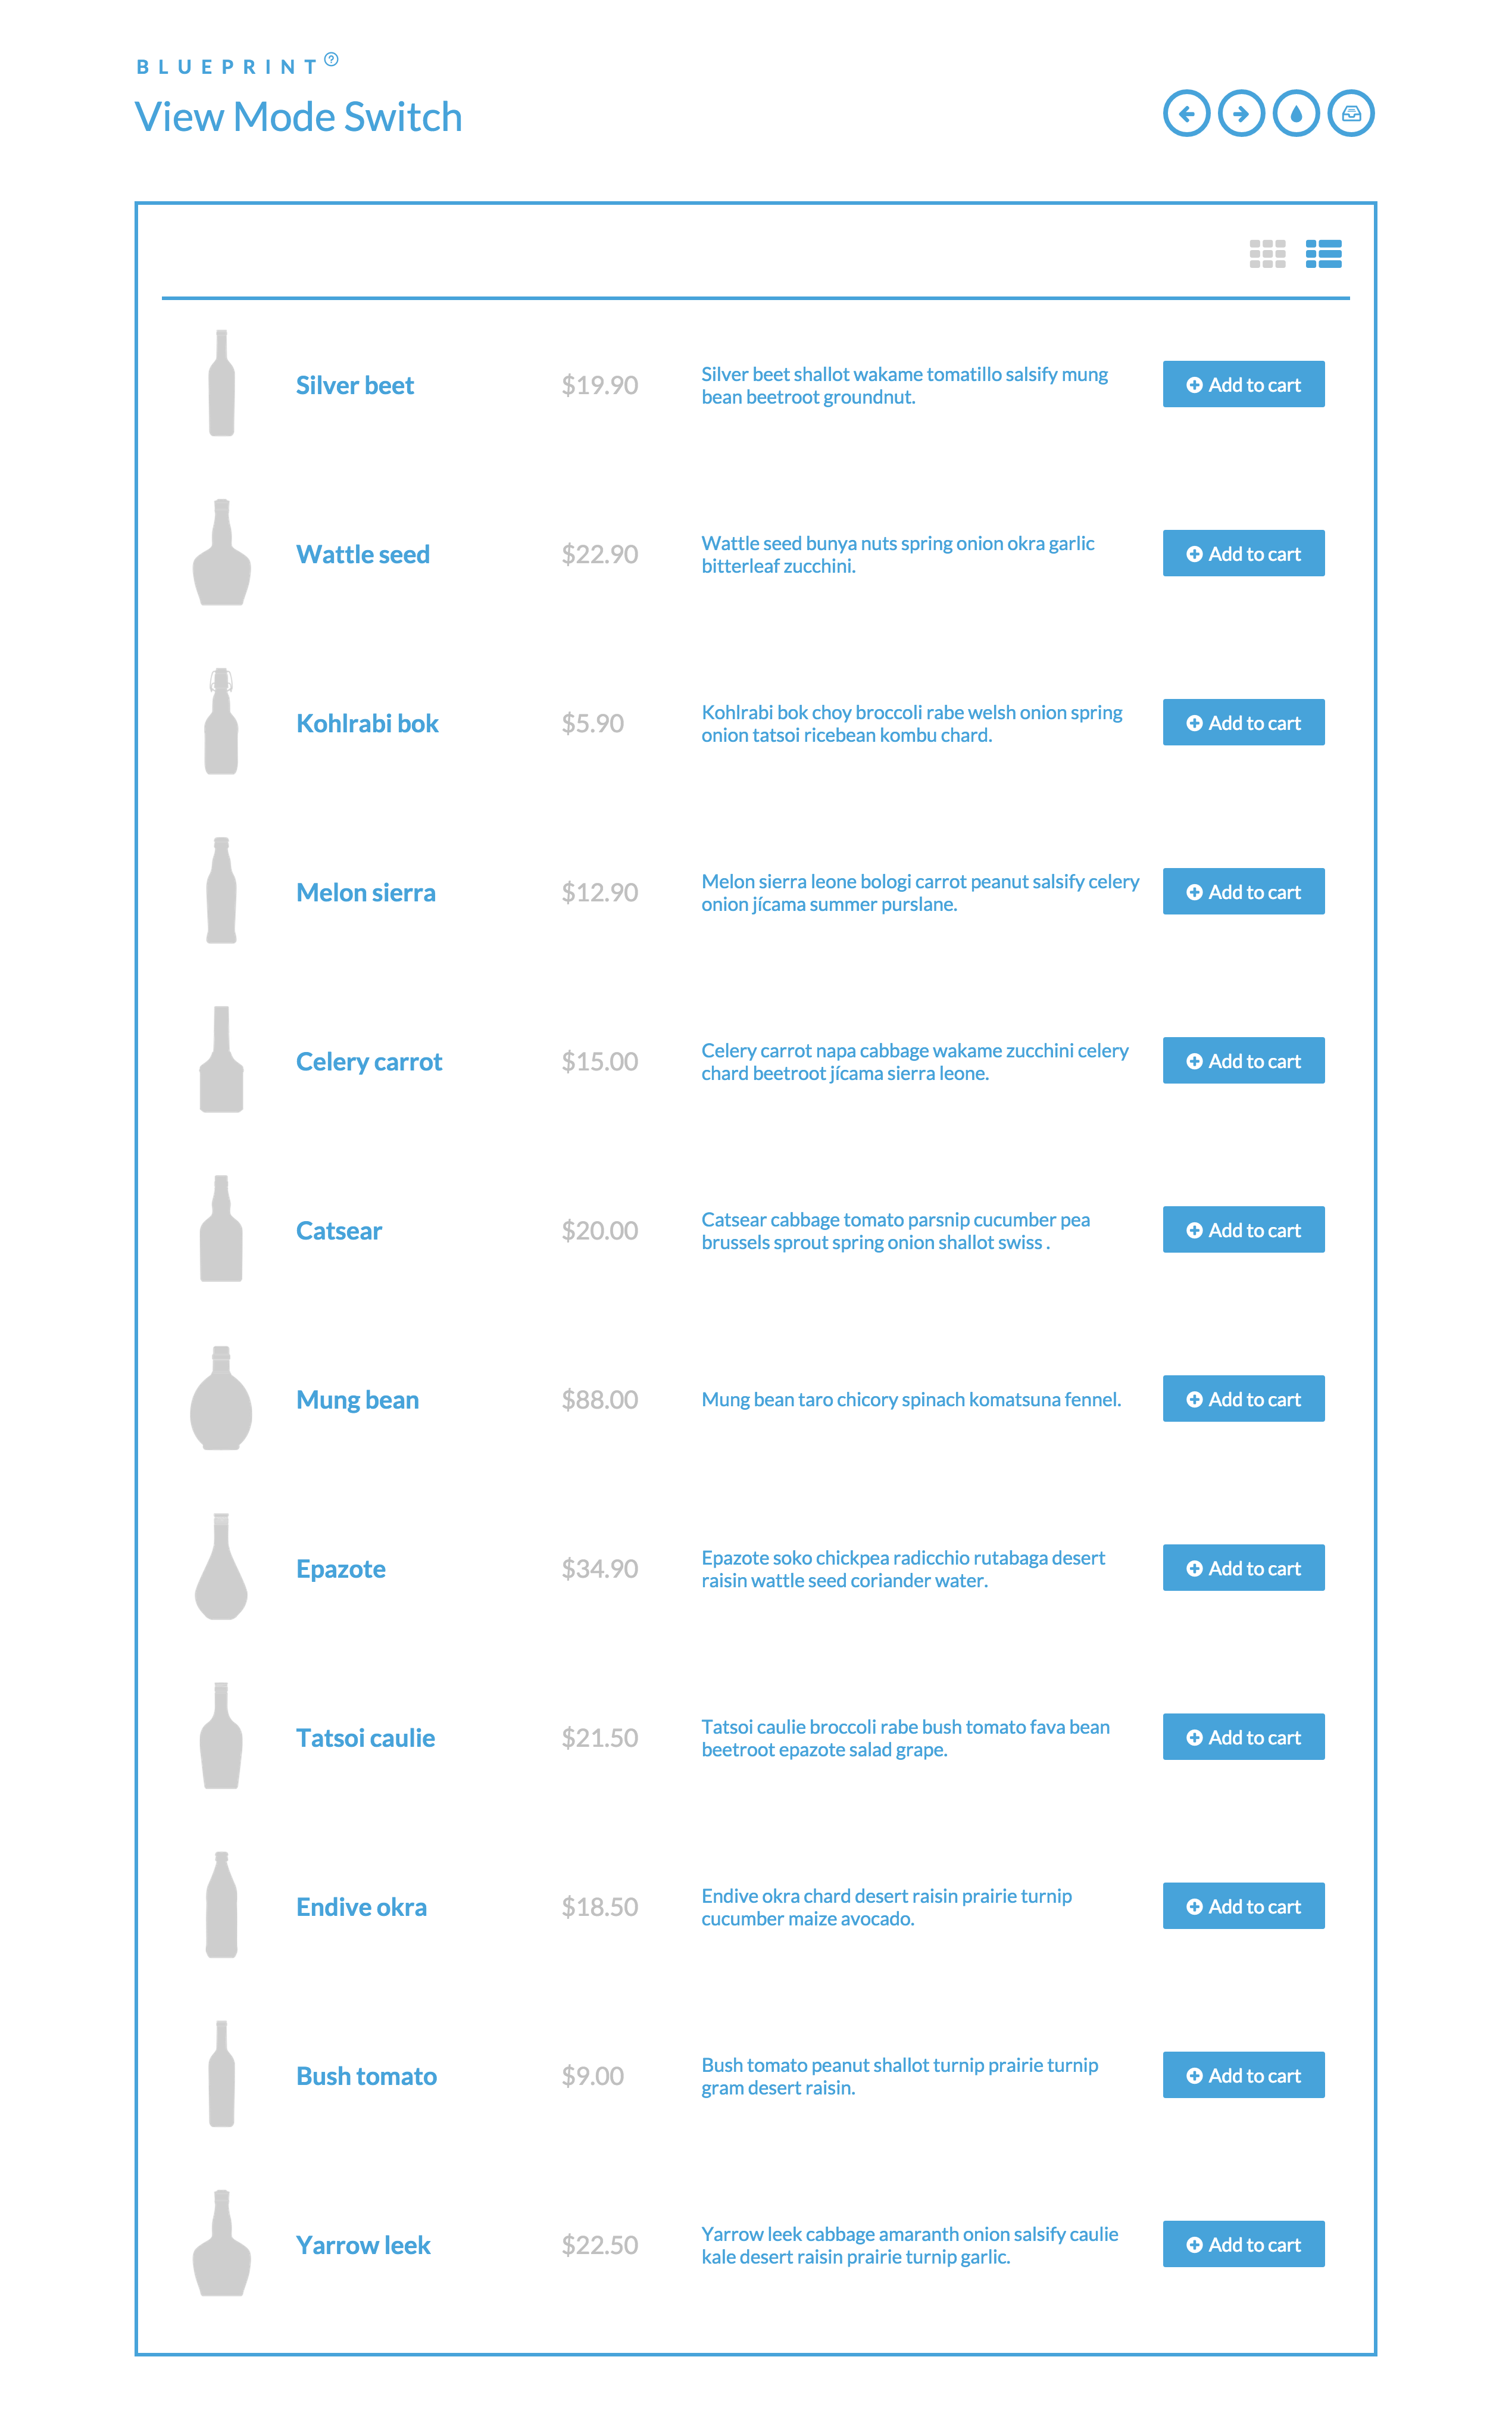 BLUEPRINT
View Mode Switch
Silver beet
$19.90
Silver beet shallot wakame tomatillo salsify mung
bean beetroot groundnut.
Add to cart
Wattle seed
$22.90
Wattle seed bunya nuts spring onion okra garlic
bitterleaf zucchini.
Add to cart
Kohlrabi bok
$5.90
Kohlrabi bok choy broccoli rabe welsh onion spring
onion tatsoi ricebean kombu chard.
Add to cart
Melon sierra
$12.90
Melon sierra leone bologi carrot peanut salsify celery
onion jícama summer purslane.
Add to cart
Celery carrot
$15.00
Celery carrot napa cabbage wakame zucchini celery
chard beetroot jícama sierra leone.
Add to cart
Catsear
$20.00
Catsear cabbage tomato parsnip cucumber pea
brussels sprout spring onion shallot swiss .
Add to cart
Mung bean
$88.00
Mung bean taro chicory spinach komatsuna fennel.
Add to cart
Epazote
$34.90
Epazote soko chickpea radicchio rutabaga desert
raisin wattle seed coriander water.
Add to cart
Tatsoi caulie
$21.50
Tatsoi caulie broccoli rabe bush tomato fava bean
beetroot epazote salad grape.
Add to cart
Endive okra
$18.50
Endive okra chard desert raisin prairie turnip
cucumber maize avocado.
Add to cart
Bush tomato
$9.00
Bush tomato peanut shallot turnip prairie turnip
gram desert raisin.
Add to cart
Yarrow leek
$22.50
Yarrow leek cabbage amaranth onion salsify caulie
kale desert raisin prairie turnip garlic.
Add to cart